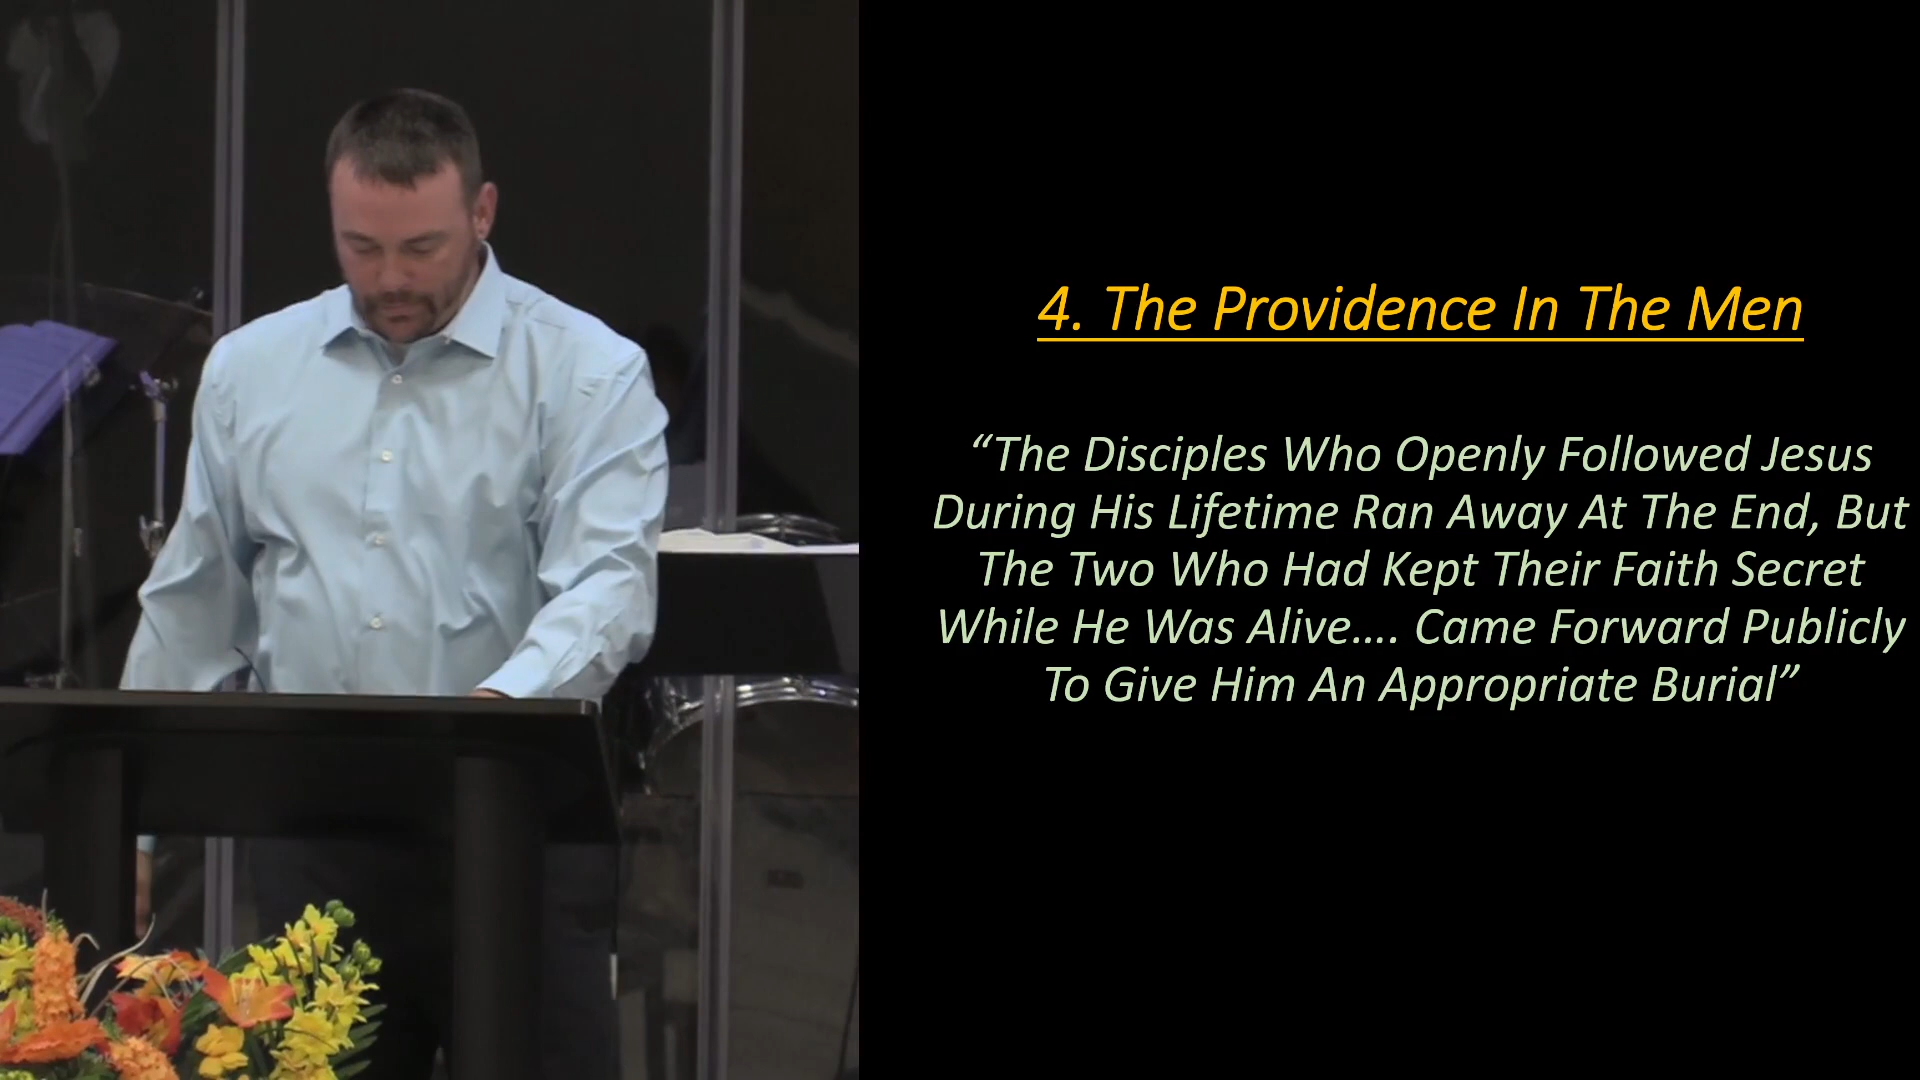 4. The Providence In The Men
“The Disciples Who Openly Followed Jesus
During His Lifetime Ran Away At The End, But
The Two Who Had Kept Their Faith Secret
While He Was Alive.... Came Forward Publicly
To Give Him An Appropriate Burial”